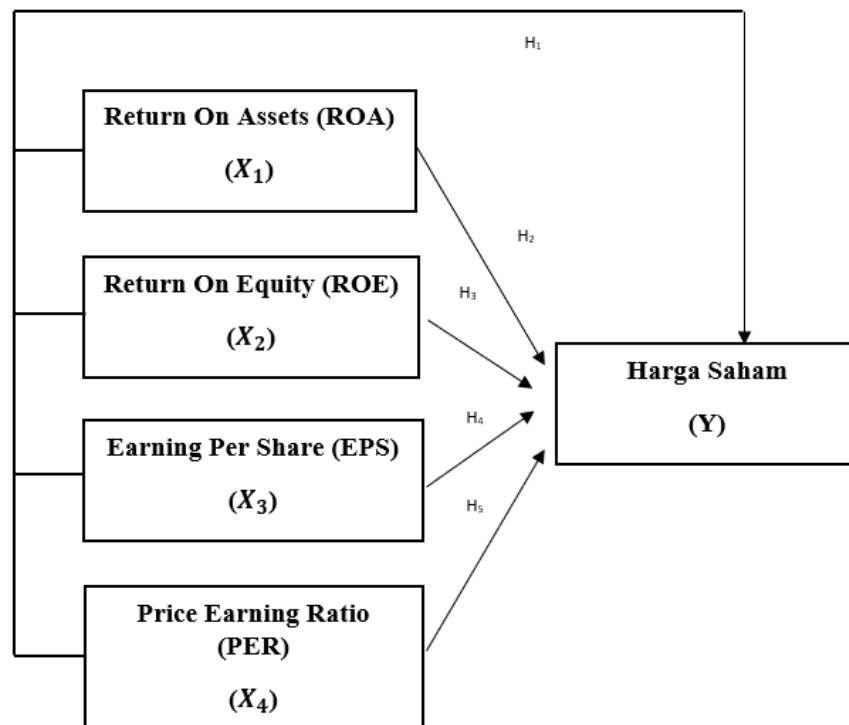 H₁
Return On Assets (ROA)
(X₁)
H₂
Return On Equity (ROE)
H₃
(X₂)
Harga Saham
(Y)
H₄
Earning Per Share (EPS)
(X₃)
H₅
Price Earning Ratio
(PER)
(X₄)